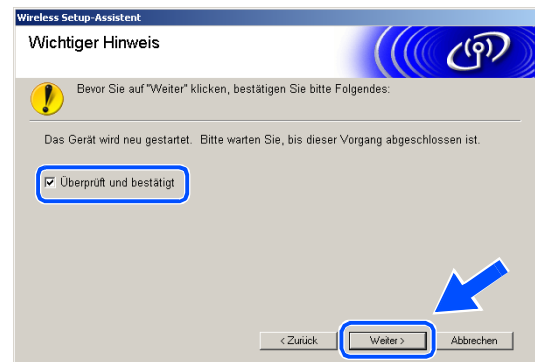 Wireless Setup-Assistent
Wichtiger Hinweis
Bevor Sie auf "Weiter" klicken, bestätigen Sie bitte Folgendes:
Das Gerät wird neu gestartet. Bitte warten Sie, bis dieser Vorgang abgeschlossen ist.
Überprüft und bestätigt
< Zurück Weiter > Abbrechen